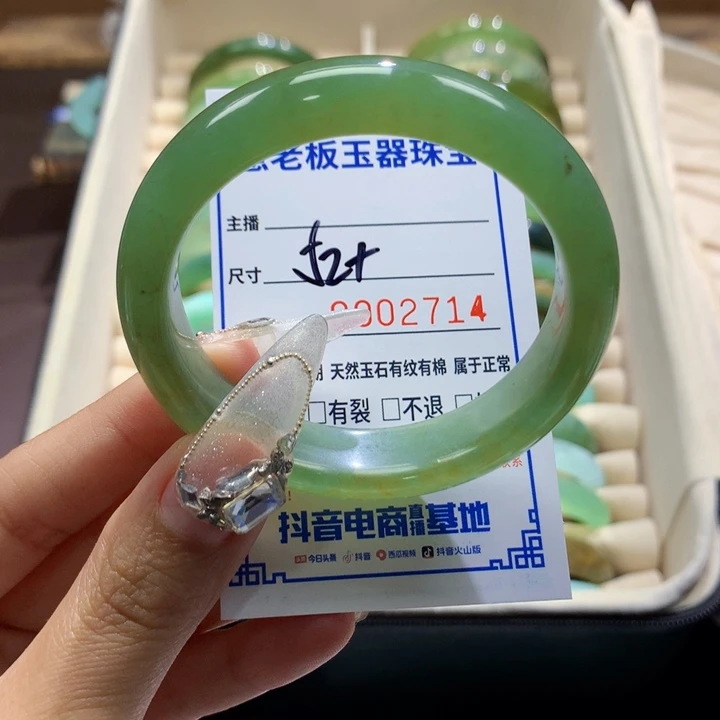 老板玉器珠宝
主播
尺寸 52+
0002714
天然玉石有纹有棉 属于正常
□有裂 □不退 □
抖音电商直播基地
今日头条 抖音 西瓜视频 抖音火山版